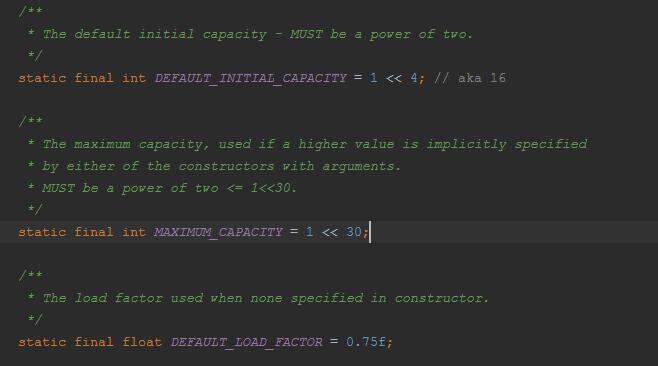 /**
 * The default initial capacity - MUST be a power of two.
 */
static final int DEFAULT_INITIAL_CAPACITY = 1 << 4; // aka 16
/**
 * The maximum capacity, used if a higher value is implicitly specified
 * by either of the constructors with arguments.
 * MUST be a power of two <= 1<<30.
 */
static final int MAXIMUM_CAPACITY = 1 << 30;
/**
 * The load factor used when none specified in constructor.
 */
static final float DEFAULT_LOAD_FACTOR = 0.75f;